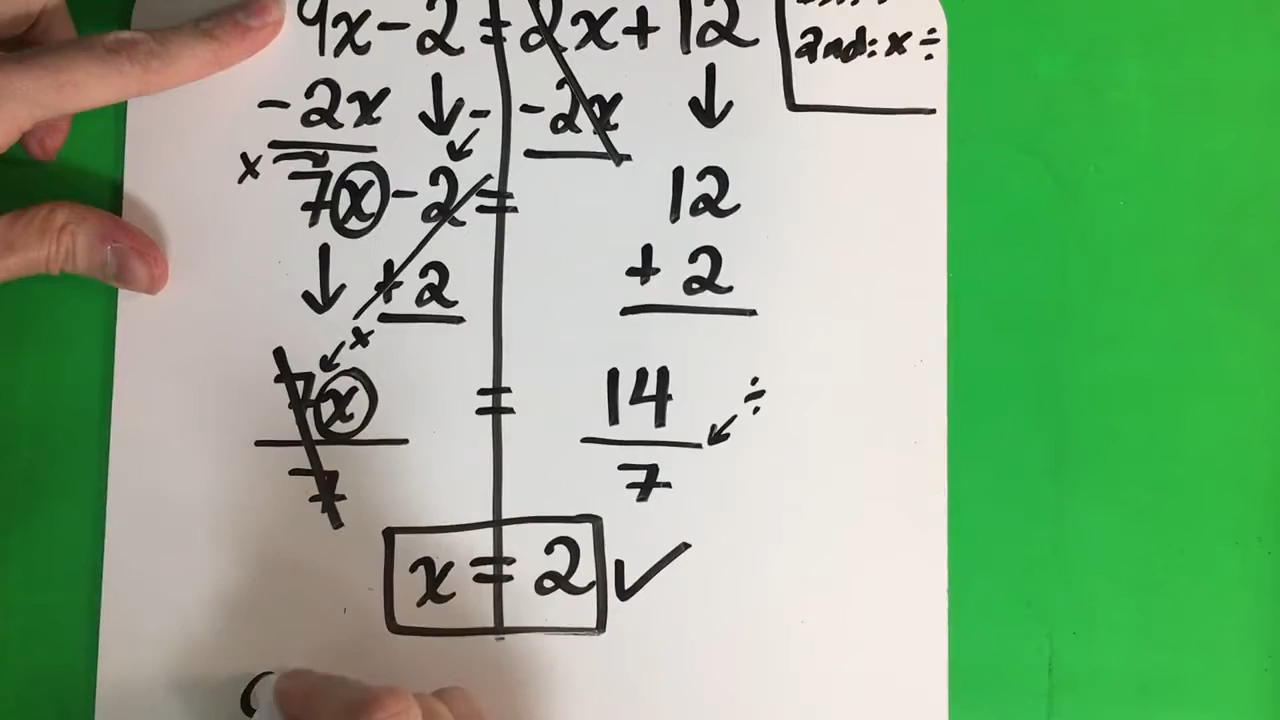 9x - 2 = 2x + 12
2nd: x ÷
- 2x ↓ - - 2x ↓
x 7x - 2 = 12
↓ + 2 + 2
x
7x = 14 ÷
7 7
x = 2 ✓